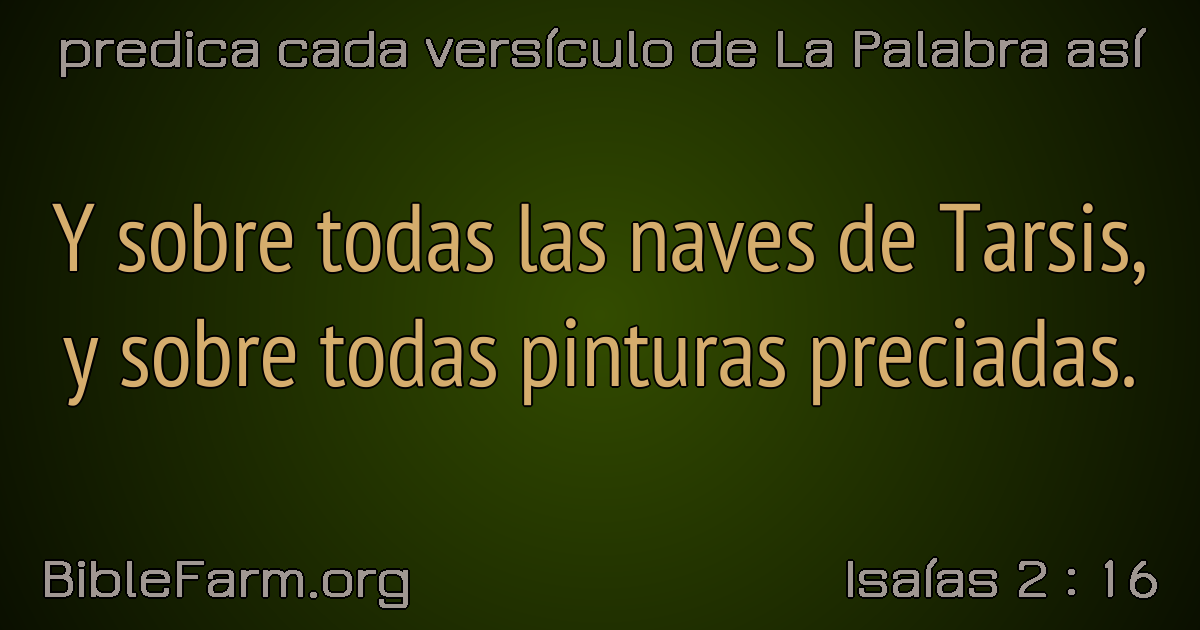 predica cada versículo de La Palabra así
Y sobre todas las naves de Tarsis,
y sobre todas pinturas preciadas.
BibleFarm.org
Isaías 2 : 16